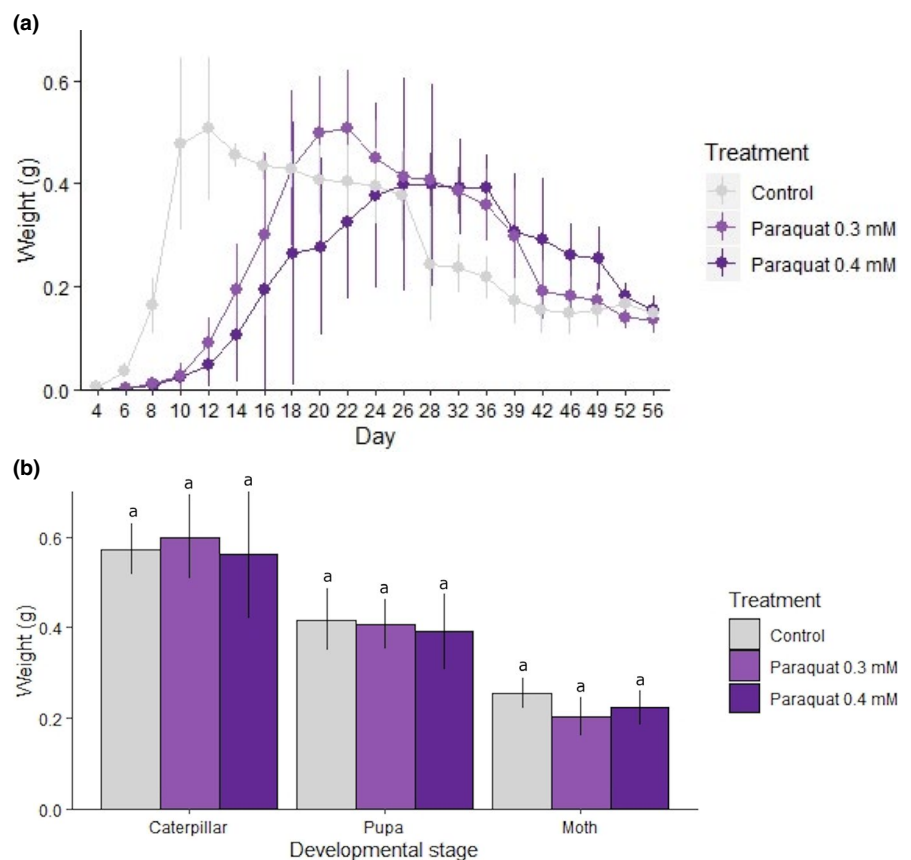 (a)
0.6
0.4
0.2
0.0
Weight (g)
4 6 8 10 12 14 16 18 20 22 24 26 28 32 36 39 42 46 49 52 56
Day
Treatment
Control
Paraquat 0.3 mM
Paraquat 0.4 mM
(b)
0.6
0.4
0.2
0.0
Weight (g)
a a a a a a a a a
Caterpillar Pupa Moth
Developmental stage
Treatment
Control
Paraquat 0.3 mM
Paraquat 0.4 mM